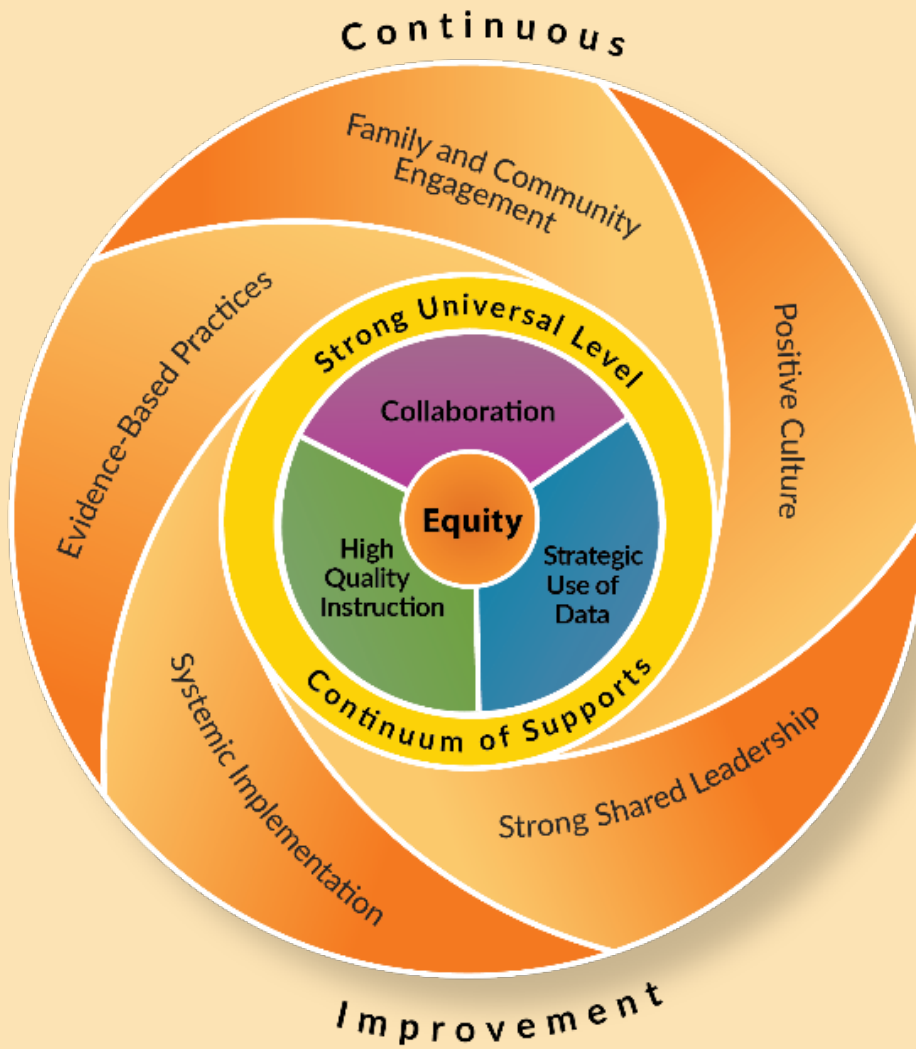 Continuous
Family and Community
Engagement
Positive Culture
Evidence-Based Practices
Strong Universal Level
Collaboration
Equity
High
Quality
Instruction
Strategic
Use of
Data
Continuum of Supports
Systemic Implementation
Strong Shared Leadership
Improvement